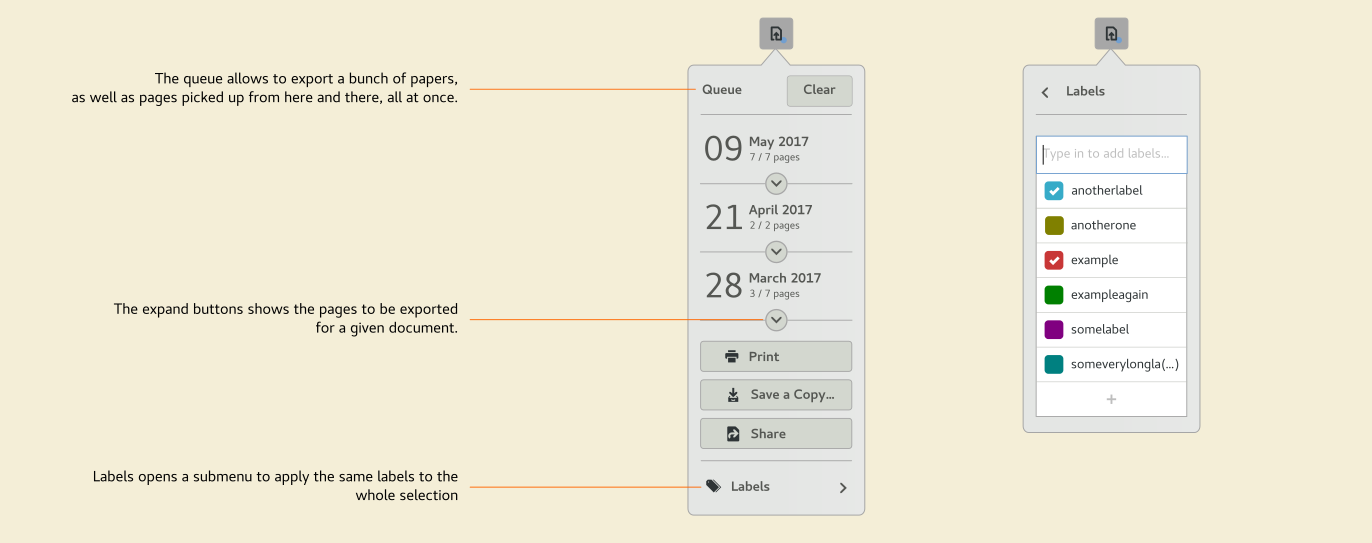 The queue allows to export a bunch of papers,
as well as pages picked up from here and there, all at once.
The expand buttons shows the pages to be exported
for a given document.
Labels opens a submenu to apply the same labels to the
whole selection
Queue
Clear
09
May 2017
7 / 7 pages
21
April 2017
2 / 2 pages
28
March 2017
3 / 7 pages
Print
Save a Copy...
Share
Labels
Labels
Type in to add labels...
anotherlabel
anotherone
example
exampleagain
somelabel
someverylongla(...)